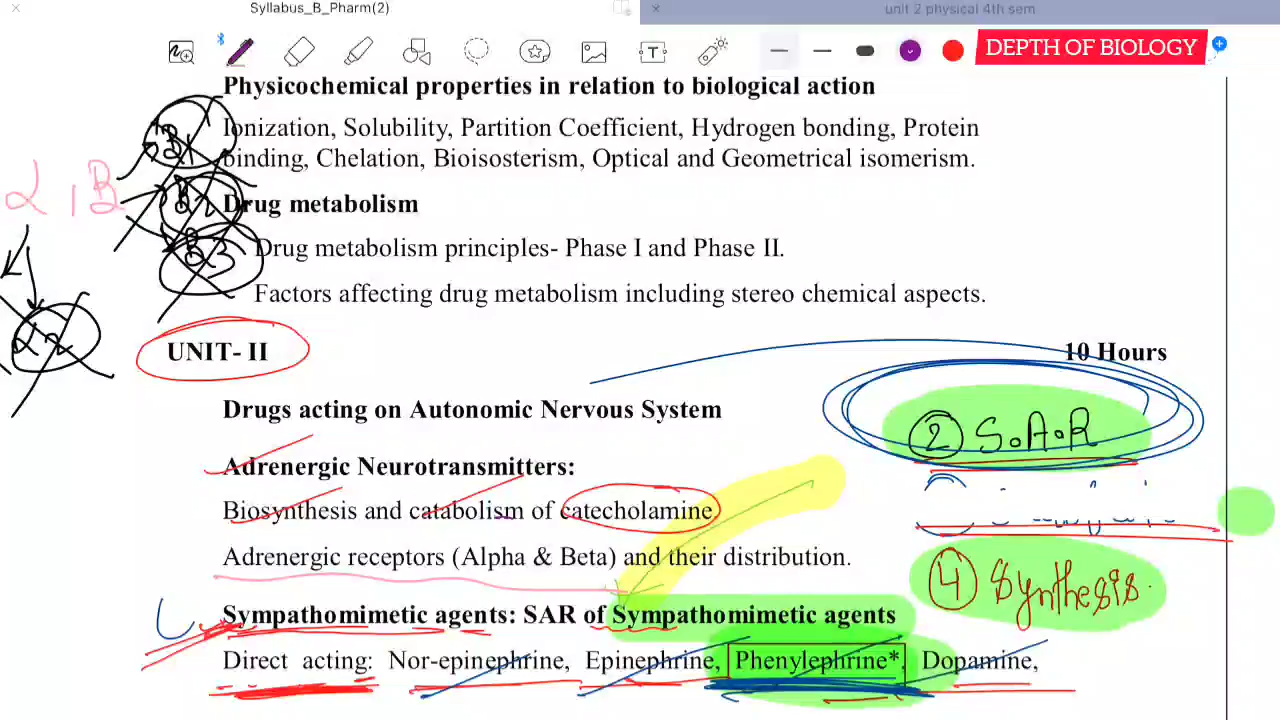 Syllabus_B_Pharm(2)
unit 2 physical 4th sem
DEPTH OF BIOLOGY
Physicochemical properties in relation to biological action
Ionization, Solubility, Partition Coefficient, Hydrogen bonding, Protein
binding, Chelation, Bioisosterism, Optical and Geometrical isomerism.
Drug metabolism
Drug metabolism principles- Phase I and Phase II.
Factors affecting drug metabolism including stereo chemical aspects.
α , B
B1
B2
B3
α2
UNIT- II
10 Hours
Drugs acting on Autonomic Nervous System
② S.A.R
Adrenergic Neurotransmitters:
Biosynthesis and catabolism of catecholamine
Adrenergic receptors (Alpha & Beta) and their distribution.
④ Synthesis.
Sympathomimetic agents: SAR of Sympathomimetic agents
Direct acting: Nor-epinephrine, Epinephrine, Phenylephrine*, Dopamine,